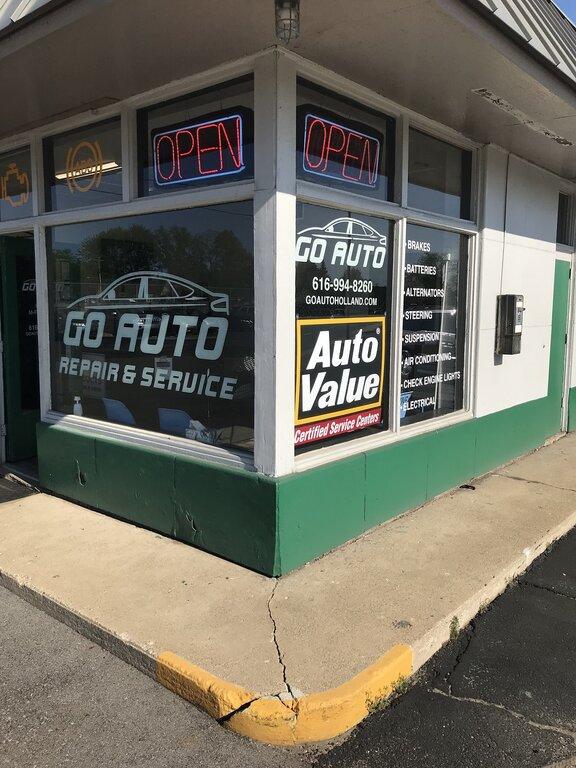 ABS
OPEN
OPEN
GO AUTO
REPAIR & SERVICE
GO AUTO
616-994-8260
GOAUTOHOLLAND.COM
Auto
Value
Certified Service Centers
BRAKES
BATTERIES
ALTERNATORS
STEERING
SUSPENSION
AIR CONDITIONING
CHECK ENGINE LIGHTS
ELECTRICAL